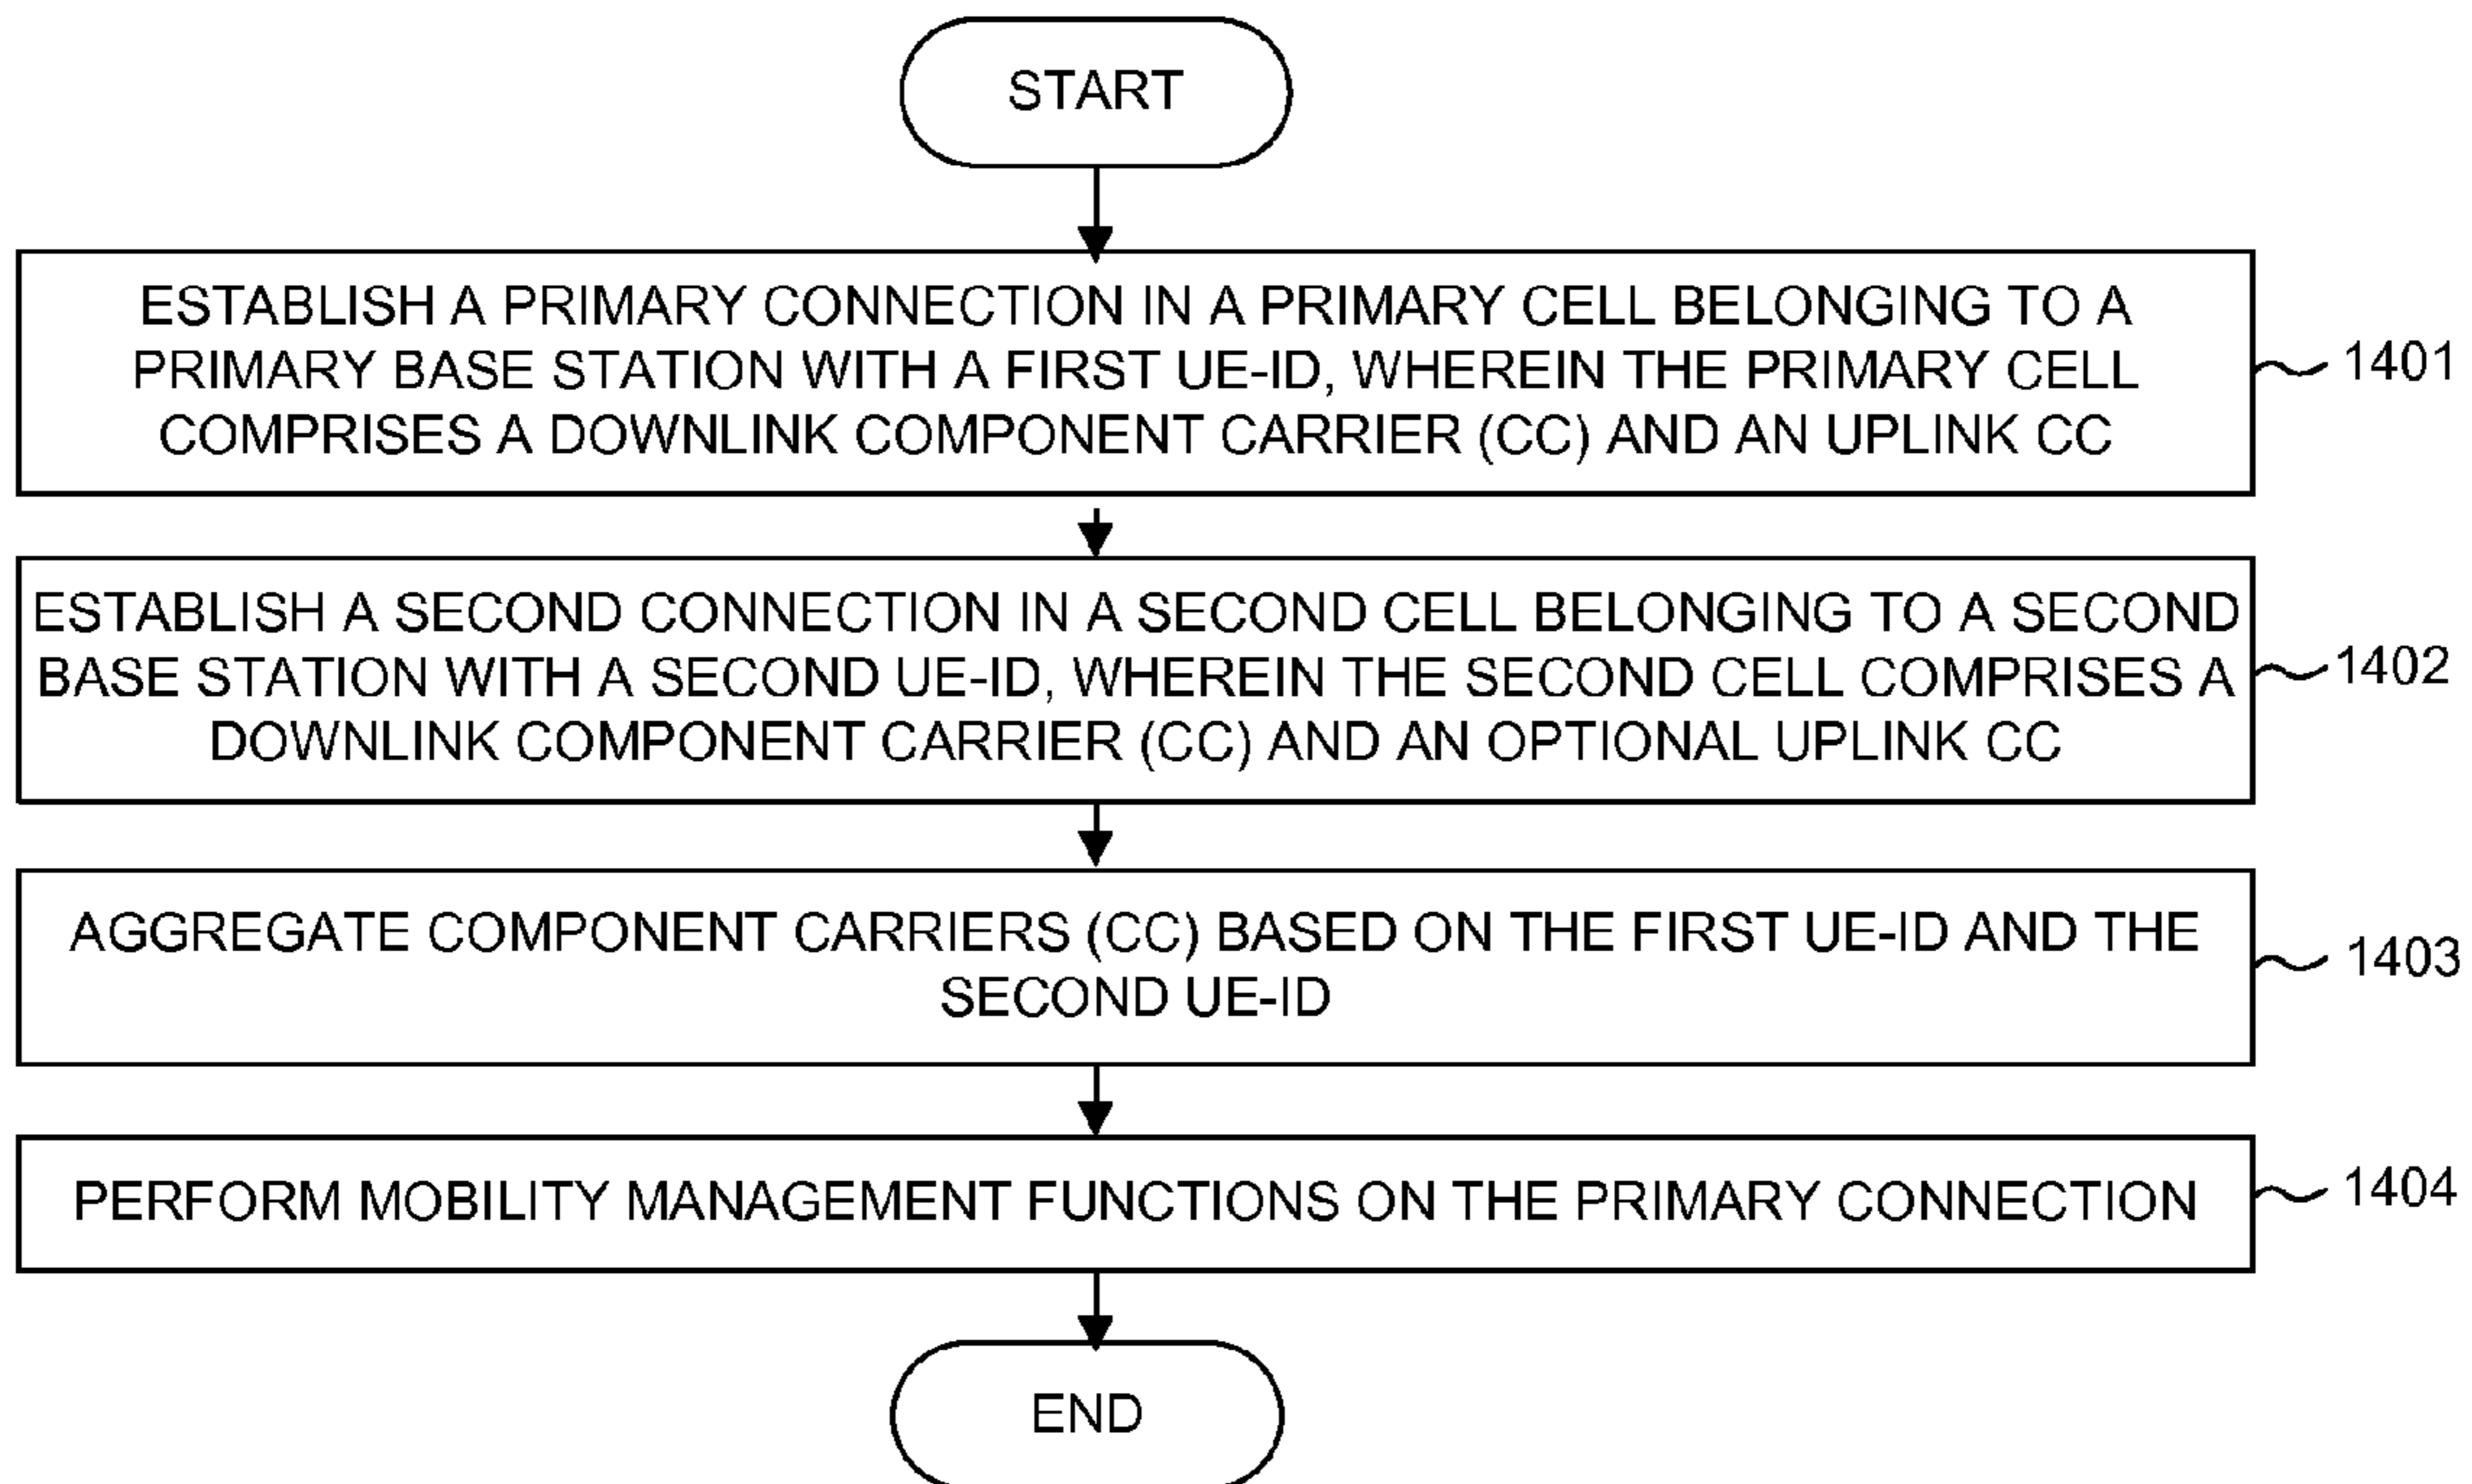 START
ESTABLISH A PRIMARY CONNECTION IN A PRIMARY CELL BELONGING TO A
PRIMARY BASE STATION WITH A FIRST UE-ID, WHEREIN THE PRIMARY CELL
COMPRISES A DOWNLINK COMPONENT CARRIER (CC) AND AN UPLINK CC
1401
ESTABLISH A SECOND CONNECTION IN A SECOND CELL BELONGING TO A SECOND
BASE STATION WITH A SECOND UE-ID, WHEREIN THE SECOND CELL COMPRISES A
DOWNLINK COMPONENT CARRIER (CC) AND AN OPTIONAL UPLINK CC
1402
AGGREGATE COMPONENT CARRIERS (CC) BASED ON THE FIRST UE-ID AND THE
SECOND UE-ID
1403
PERFORM MOBILITY MANAGEMENT FUNCTIONS ON THE PRIMARY CONNECTION
1404
END